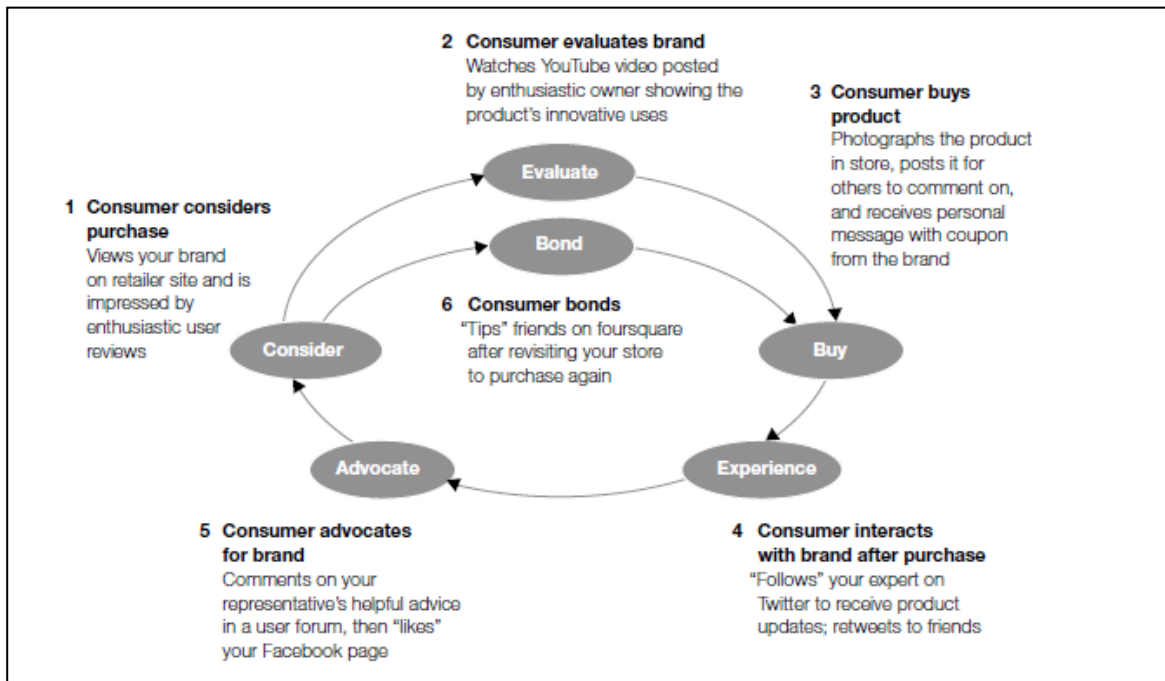 2 Consumer evaluates brand
Watches YouTube video posted
by enthusiastic owner showing the
product's innovative uses
3 Consumer buys
product
Photographs the product
in store, posts it for
others to comment on,
and receives personal
message with coupon
from the brand
Evaluate
1 Consumer considers
purchase
Views your brand
on retailer site and is
impressed by
enthusiastic user
reviews
Bond
6 Consumer bonds
"Tips" friends on foursquare
after revisiting your store
to purchase again
Consider
Buy
Advocate
Experience
5 Consumer advocates
for brand
Comments on your
representative's helpful advice
in a user forum, then "likes"
your Facebook page
4 Consumer interacts
with brand after purchase
"Follows" your expert on
Twitter to receive product
updates; retweets to friends